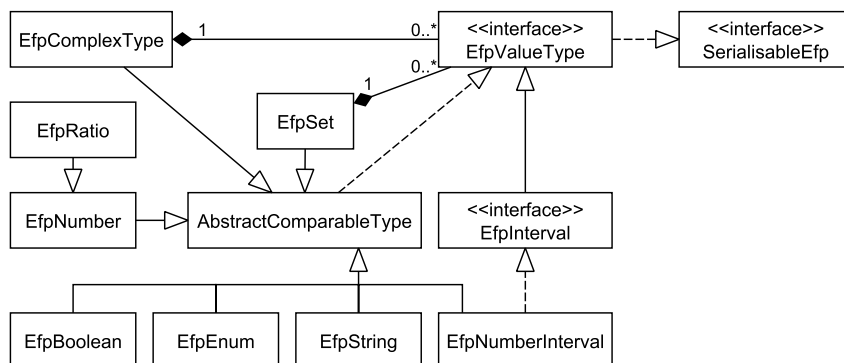 EfpComplexType
1
0..*
<<interface>>
EfpValueType
<<interface>>
SerialisableEfp
0..*
1
EfpSet
EfpRatio
EfpNumber
AbstractComparableType
<<interface>>
EfpInterval
EfpBoolean
EfpEnum
EfpString
EfpNumberInterval